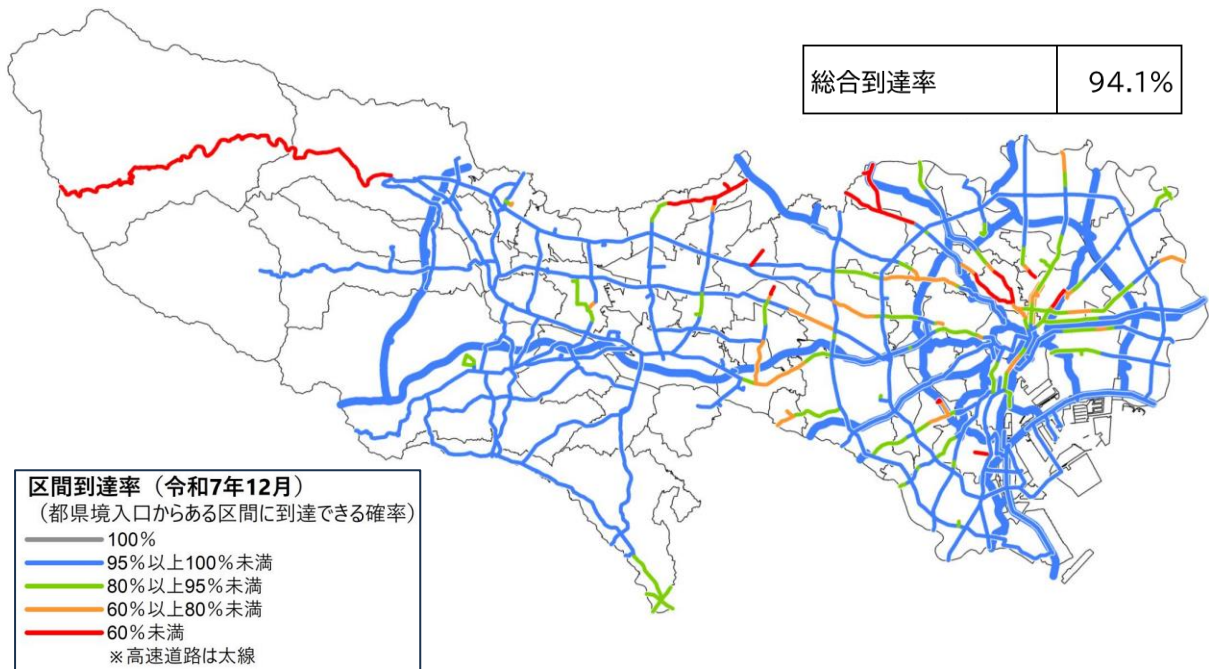 総合到達率 94.1%
区間到達率（令和7年12月）
（都県境入口からある区間に到達できる確率）
100%
95%以上100%未満
80%以上95%未満
60%以上80%未満
60%未満
※高速道路は太線